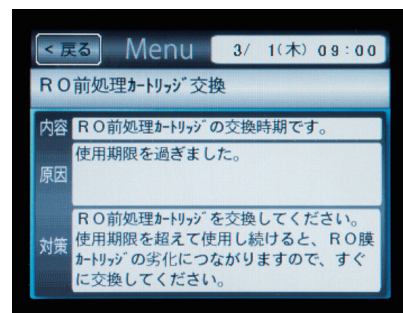 < 戻る Menu 3/ 1(木) 09:00
RO前処理ｶｰﾄﾘｯｼﾞ交換
内容 RO前処理ｶｰﾄﾘｯｼﾞの交換時期です。
原因 使用期限を過ぎました。
対策 RO前処理ｶｰﾄﾘｯｼﾞを交換してください。
使用期限を超えて使用し続けると、RO膜
ｶｰﾄﾘｯｼﾞの劣化につながりますので、すぐ
に交換してください。